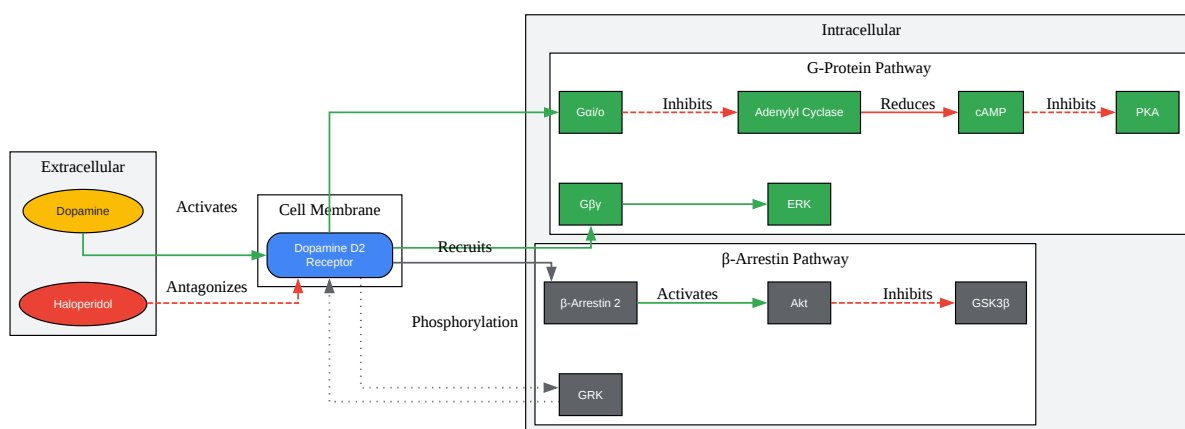 Intracellular
G-Protein Pathway
Gαi/o
Inhibits
Adenylyl Cyclase
Reduces
cAMP
Inhibits
PKA
Extracellular
Dopamine
Activates
Cell Membrane
Dopamine D2
Receptor
Recruits
Gβγ
ERK
Haloperidol
Antagonizes
β-Arrestin Pathway
β-Arrestin 2
Activates
Akt
Inhibits
GSK3β
Phosphorylation
GRK